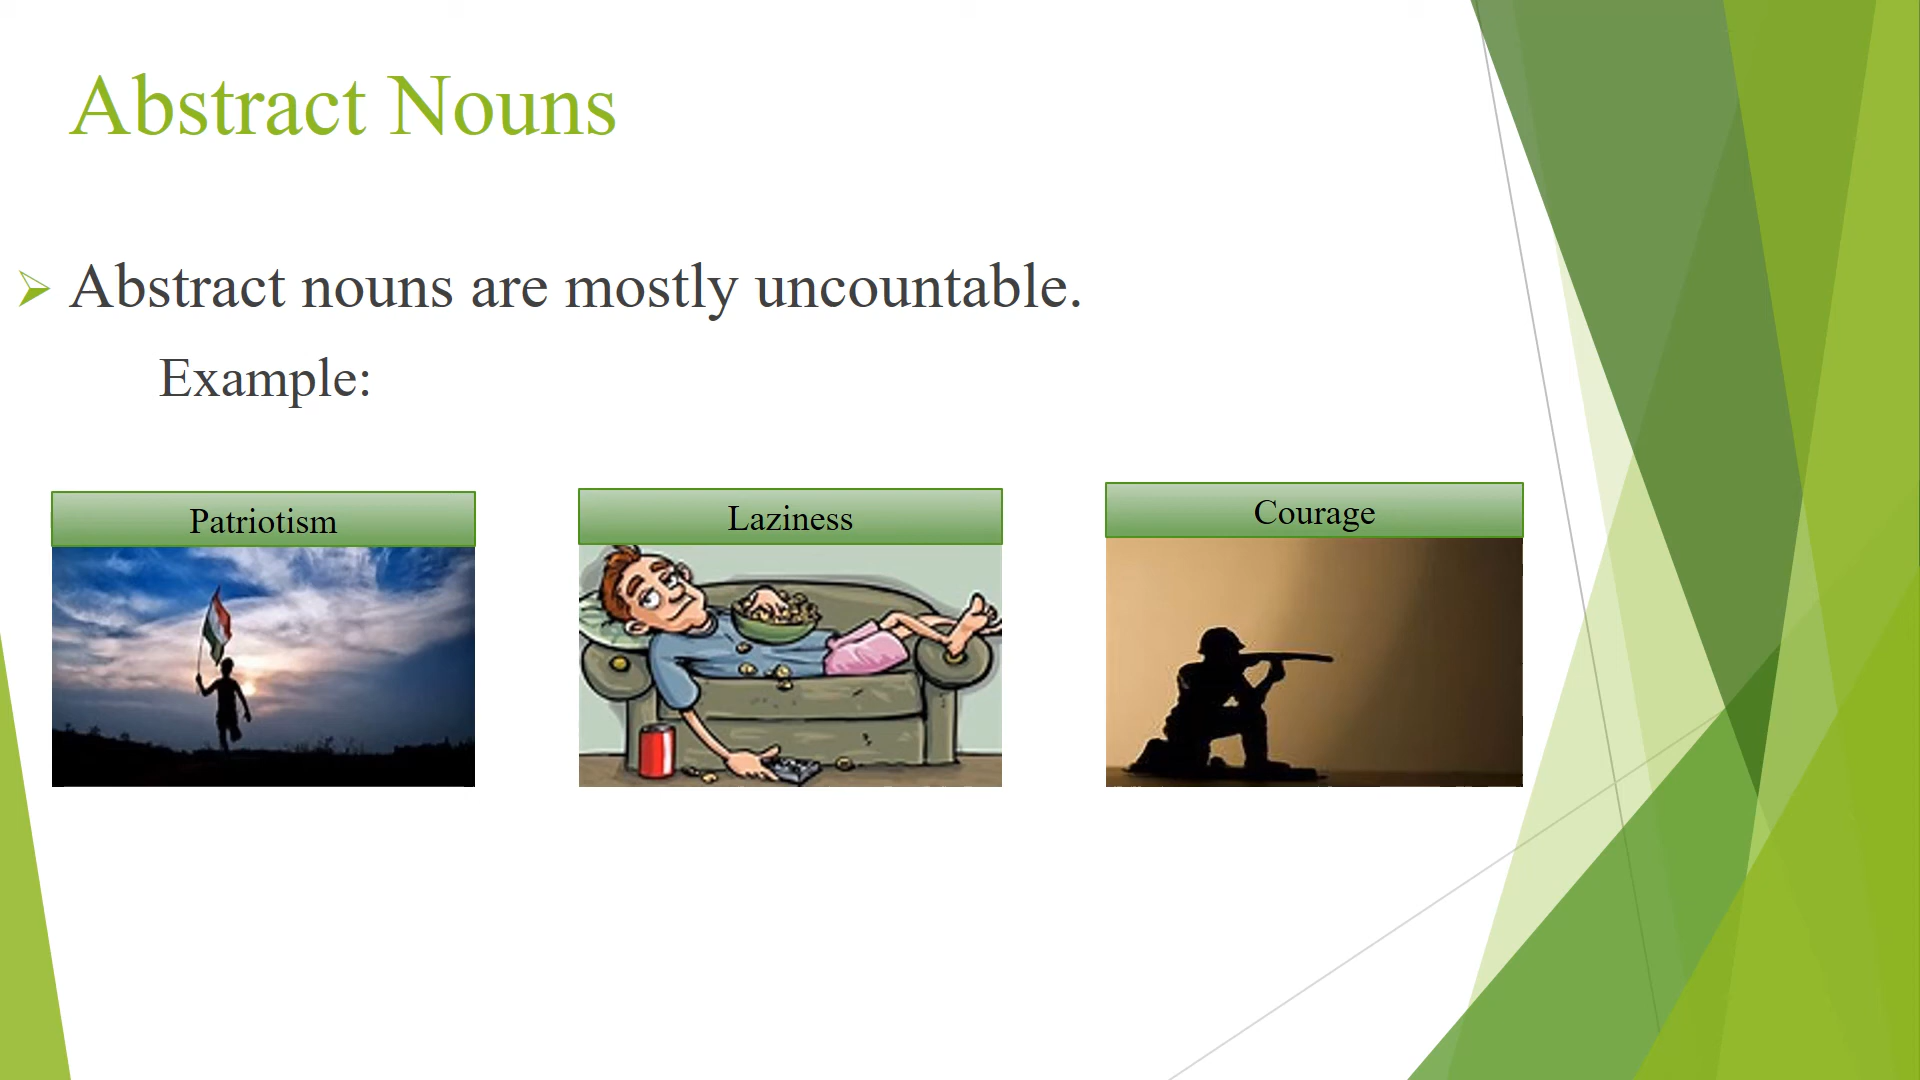 Abstract Nouns
Abstract nouns are mostly uncountable.
Example:
Patriotism
Laziness
Courage